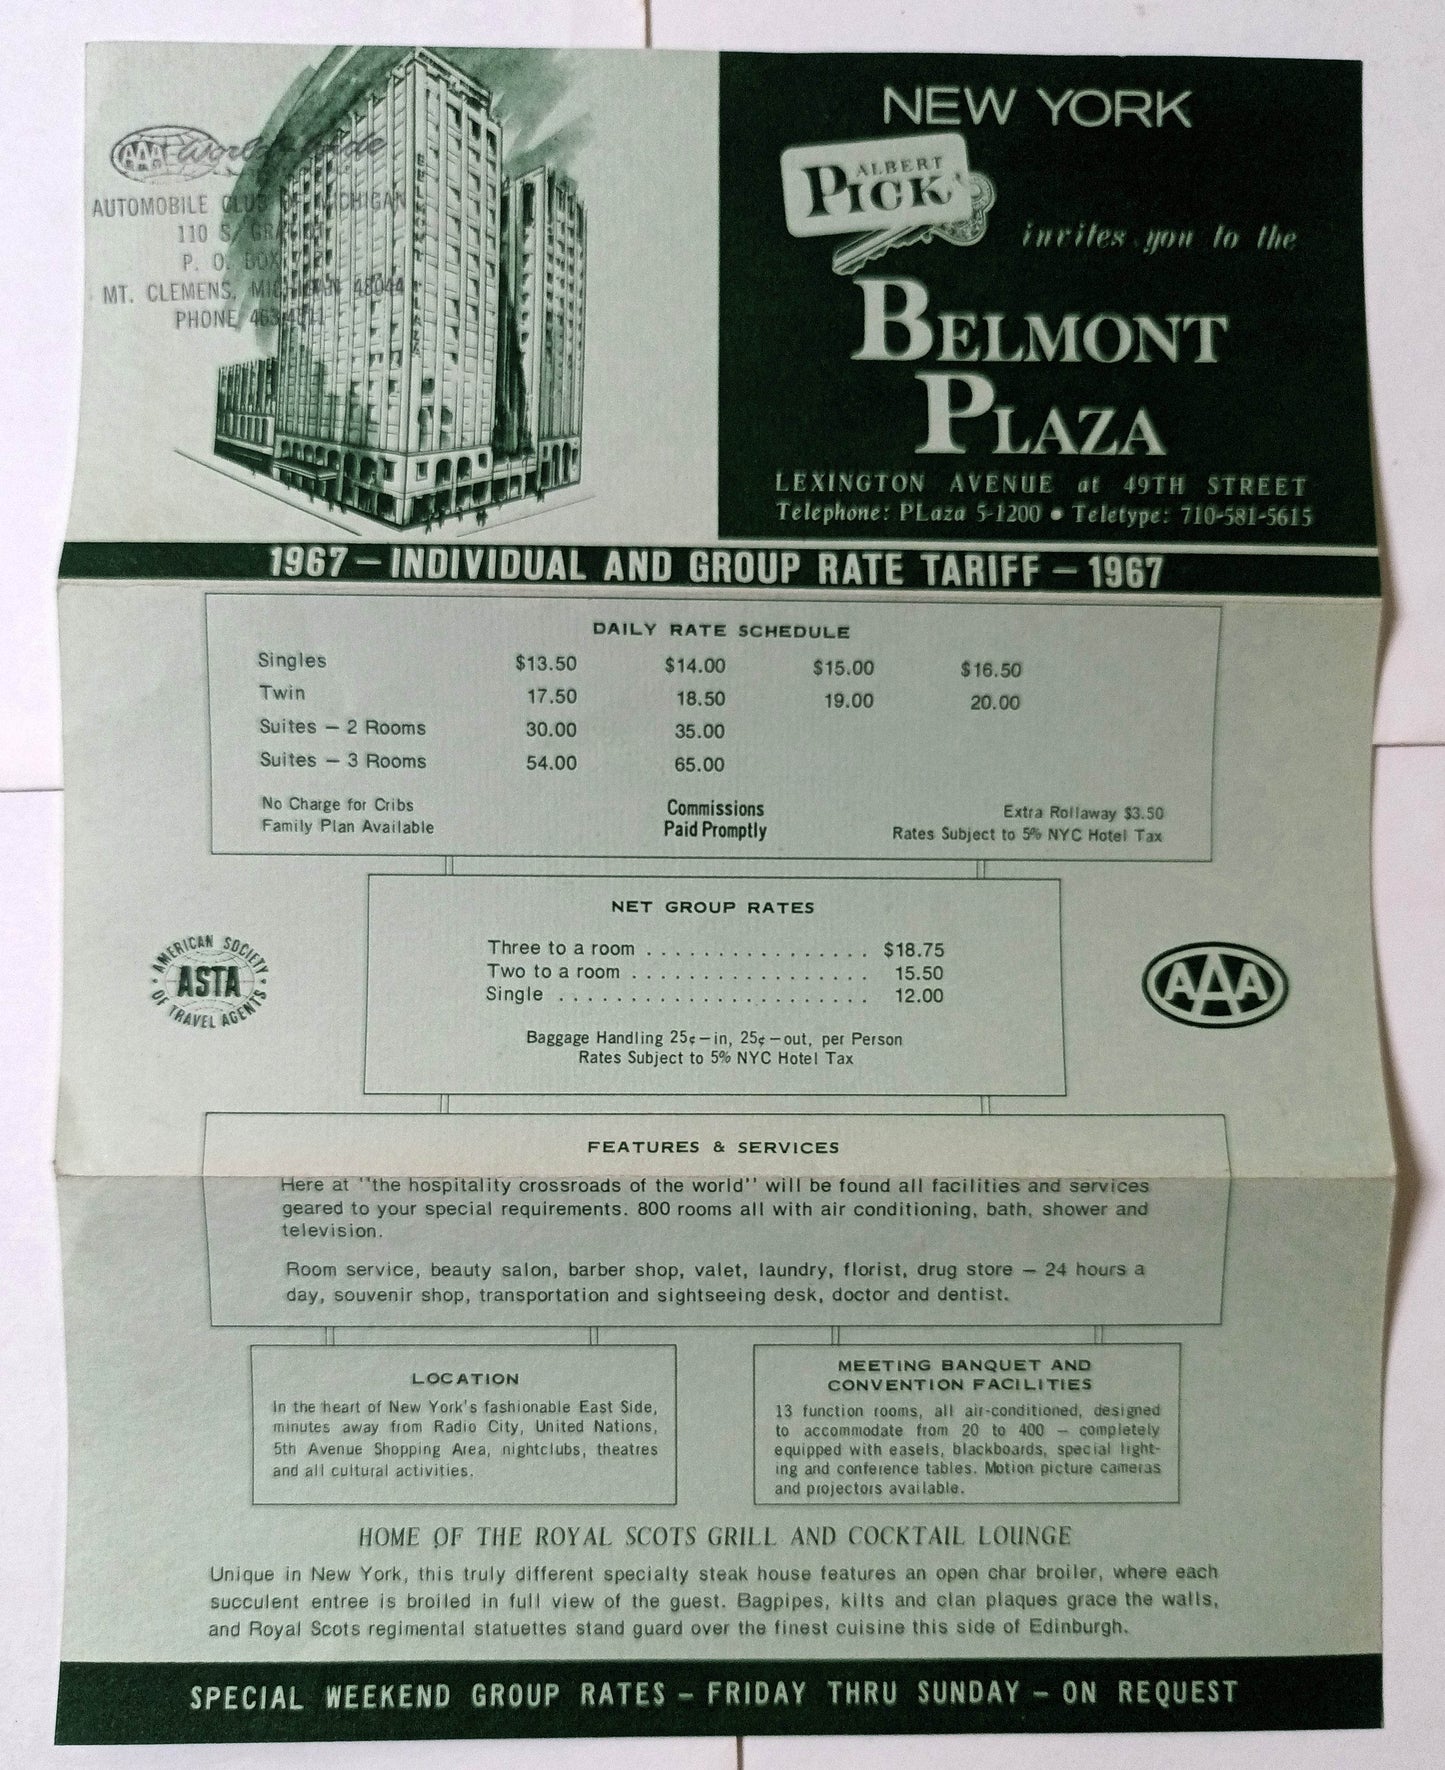 AAA World-Wide
AUTOMOBILE CLUB OF MICHIGAN
110 S. GRATIOT
P. O. BOX
MT. CLEMENS, MICHIGAN 48044
PHONE 463-4511
BELMONT PLAZA
NEW YORK
ALBERT
PICK
invites you to the
BELMONT
PLAZA
LEXINGTON AVENUE at 49TH STREET
Telephone: PLaza 5-1200 • Teletype: 710-581-5615
1967 — INDIVIDUAL AND GROUP RATE TARIFF — 1967
DAILY RATE SCHEDULE
Singles $13.50 $14.00 $15.00 $16.50
Twin 17.50 18.50 19.00 20.00
Suites — 2 Rooms 30.00 35.00
Suites — 3 Rooms 54.00 65.00
No Charge for Cribs
Family Plan Available
Commissions
Paid Promptly
Extra Rollaway $3.50
Rates Subject to 5% NYC Hotel Tax
NET GROUP RATES
Three to a room . . . . . . . . . . . . . . . . $18.75
Two to a room . . . . . . . . . . . . . . . . . 15.50
Single . . . . . . . . . . . . . . . . . . . . . . 12.00
Baggage Handling 25¢—in, 25¢—out, per Person
Rates Subject to 5% NYC Hotel Tax
AMERICAN SOCIETY
ASTA
OF TRAVEL AGENTS
AAA
FEATURES & SERVICES
Here at ''the hospitality crossroads of the world'' will be found all facilities and services
geared to your special requirements. 800 rooms all with air conditioning, bath, shower and
television.
Room service, beauty salon, barber shop, valet, laundry, florist, drug store — 24 hours a
day, souvenir shop, transportation and sightseeing desk, doctor and dentist.
LOCATION
In the heart of New York's fashionable East Side,
minutes away from Radio City, United Nations,
5th Avenue Shopping Area, nightclubs, theatres
and all cultural activities.
MEETING BANQUET AND
CONVENTION FACILITIES
13 function rooms, all air-conditioned, designed
to accommodate from 20 to 400 — completely
equipped with easels, blackboards, special light-
ing and conference tables. Motion picture cameras
and projectors available.
HOME OF THE ROYAL SCOTS GRILL AND COCKTAIL LOUNGE
Unique in New York, this truly different specialty steak house features an open char broiler, where each
succulent entree is broiled in full view of the guest. Bagpipes, kilts and clan plaques grace the walls,
and Royal Scots regimental statuettes stand guard over the finest cuisine this side of Edinburgh.
SPECIAL WEEKEND GROUP RATES — FRIDAY THRU SUNDAY — ON REQUEST